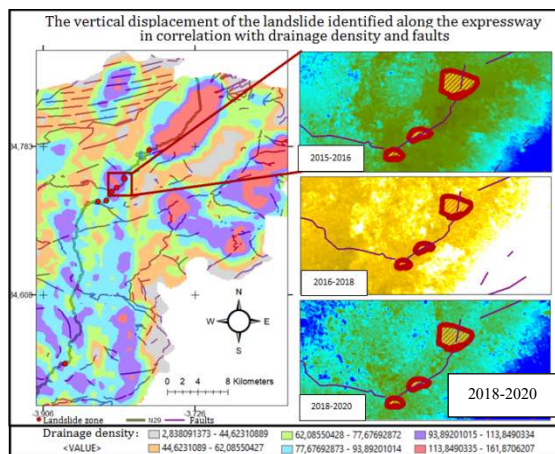 The vertical displacement of the landslide identified along the expressway
in correlation with drainage density and faults
34,783
2015-2016
2016-2018
34,608
N
W
E
S
0 2 4 8 Kilometers
2018-2020
2018-2020
-3,906
-3,726
Landslide zone
N29
Faults
Drainage density:
<VALUE>
2,838091373 - 44,62310889
62,08550428 - 77,67692872
93,89201015 - 113,8490334
44,6231089 - 62,08550427
77,67692873 - 93,89201014
113,8490335 - 161,8706207